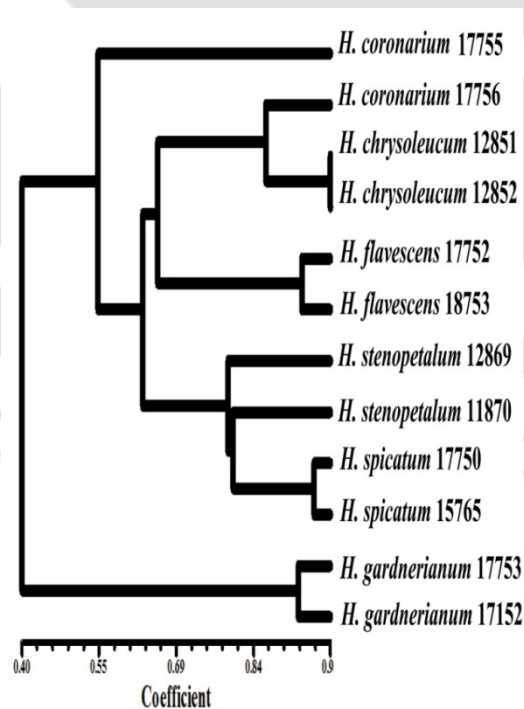 H. coronarium 17755
H. coronarium 17756
H. chrysoleucum 12851
H. chrysoleucum 12852
H. flavescens 17752
H. flavescens 18753
H. stenopetalum 12869
H. stenopetalum 11870
H. spicatum 17750
H. spicatum 15765
H. gardnerianum 17753
H. gardnerianum 17152
0.40 0.55 0.69 0.84 0.9
Coefficient